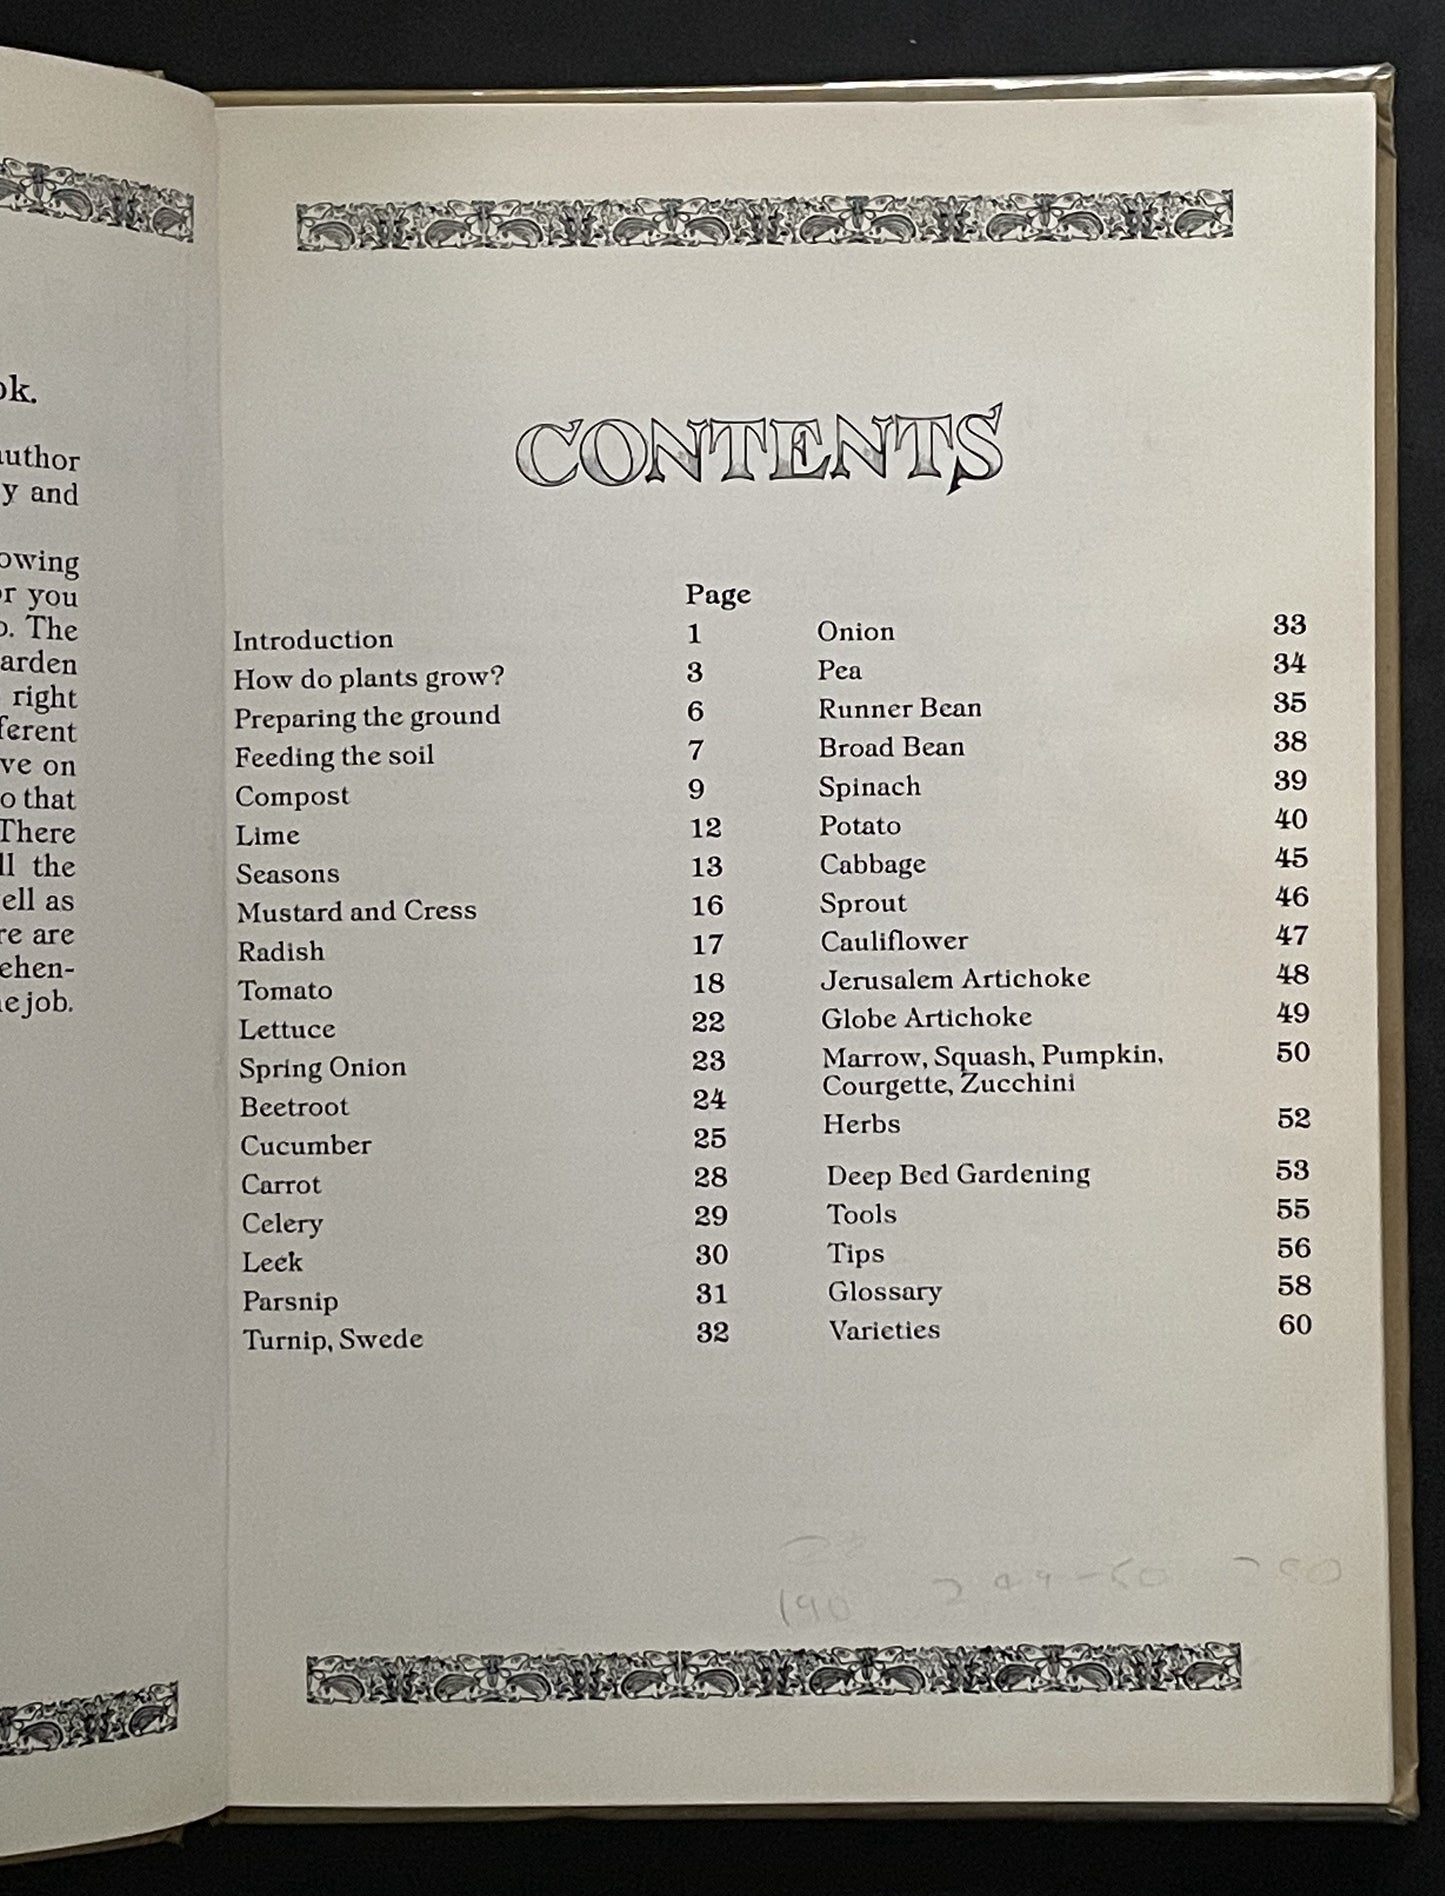 ok.
author
y and
owing
or you
o. The
arden
right
ferent
ve on
o that
There
ll the
ell as
re are
ehen-
e job.
CONTENTS
Page
Introduction 1
How do plants grow? 3
Preparing the ground 6
Feeding the soil 7
Compost 9
Lime 12
Seasons 13
Mustard and Cress 16
Radish 17
Tomato 18
Lettuce 22
Spring Onion 23
Beetroot 24
Cucumber 25
Carrot 28
Celery 29
Leek 30
Parsnip 31
Turnip, Swede 32
Onion 33
Pea 34
Runner Bean 35
Broad Bean 38
Spinach 39
Potato 40
Cabbage 45
Sprout 46
Cauliflower 47
Jerusalem Artichoke 48
Globe Artichoke 49
Marrow, Squash, Pumpkin, 50
Courgette, Zucchini
Herbs 52
Deep Bed Gardening 53
Tools 55
Tips 56
Glossary 58
Varieties 60
190